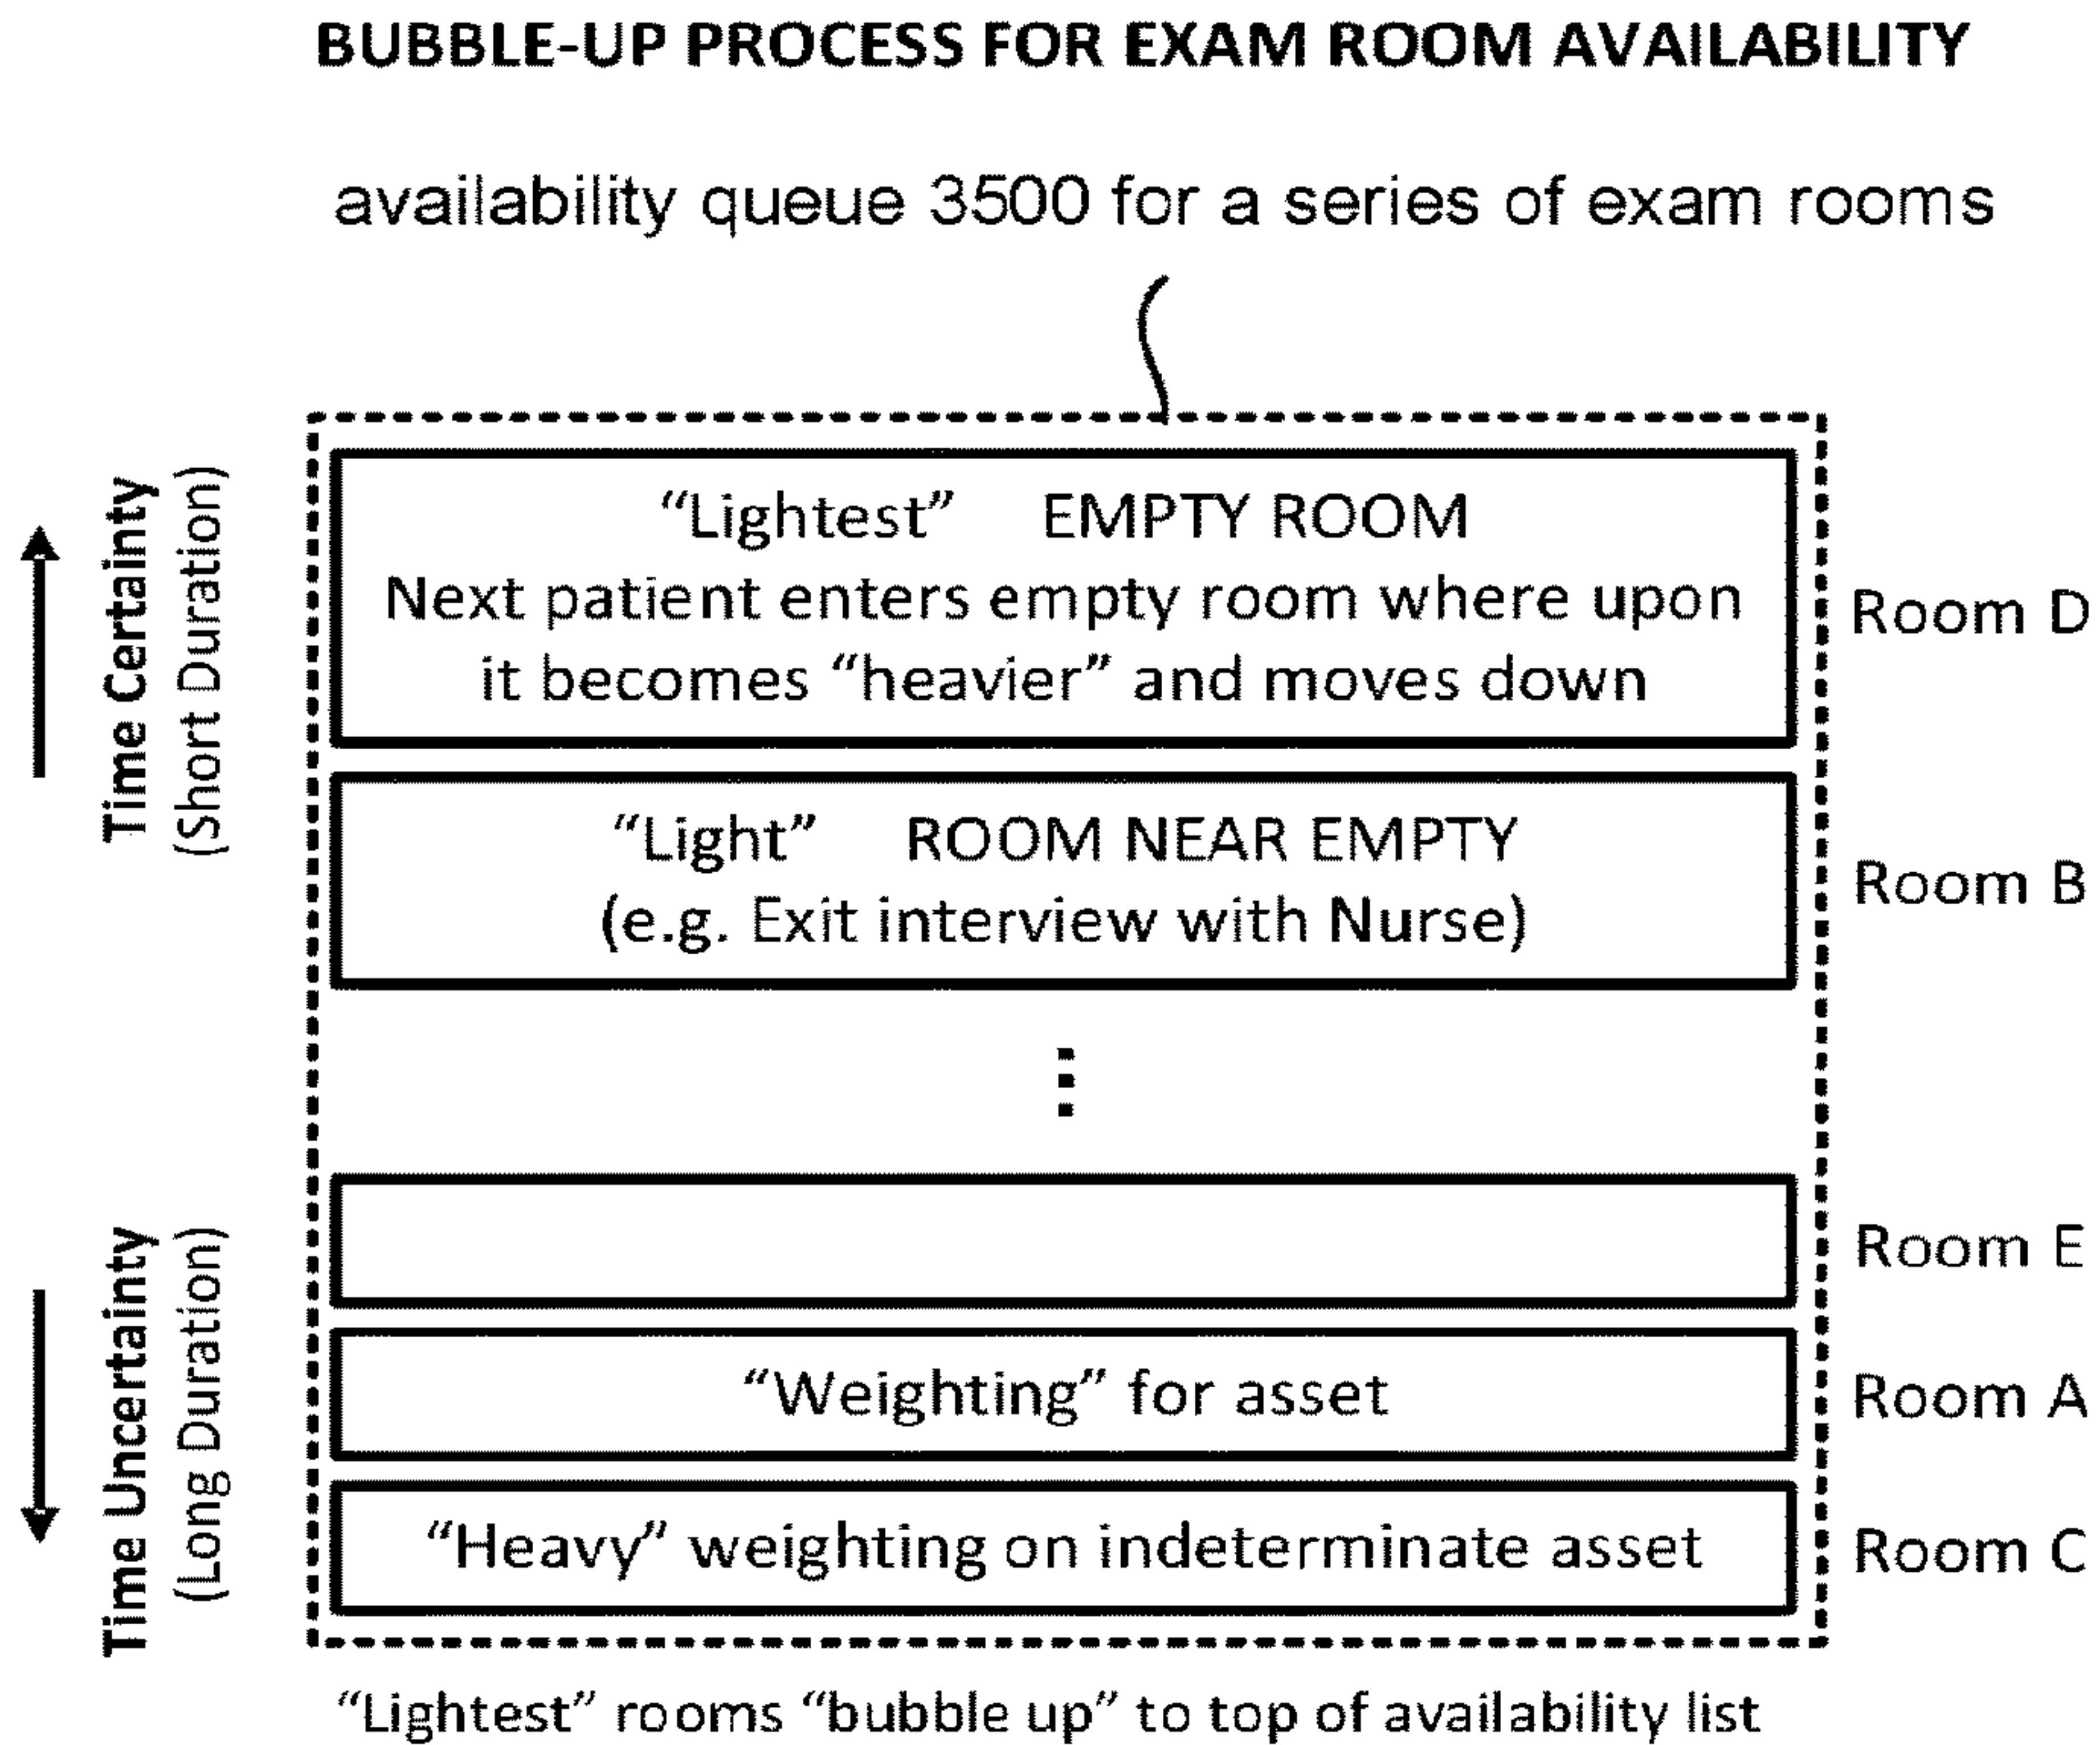 BUBBLE-UP PROCESS FOR EXAM ROOM AVAILABILITY
availability queue 3500 for a series of exam rooms
Time Certainty
(Short Duration)
“Lightest” EMPTY ROOM
Next patient enters empty room where upon
it becomes “heavier” and moves down
Room D
“Light” ROOM NEAR EMPTY
(e.g. Exit interview with Nurse)
Room B
Time Uncertainty
(Long Duration)
Room E
“Weighting” for asset
Room A
“Heavy” weighting on indeterminate asset
Room C
“Lightest” rooms “bubble up” to top of availability list